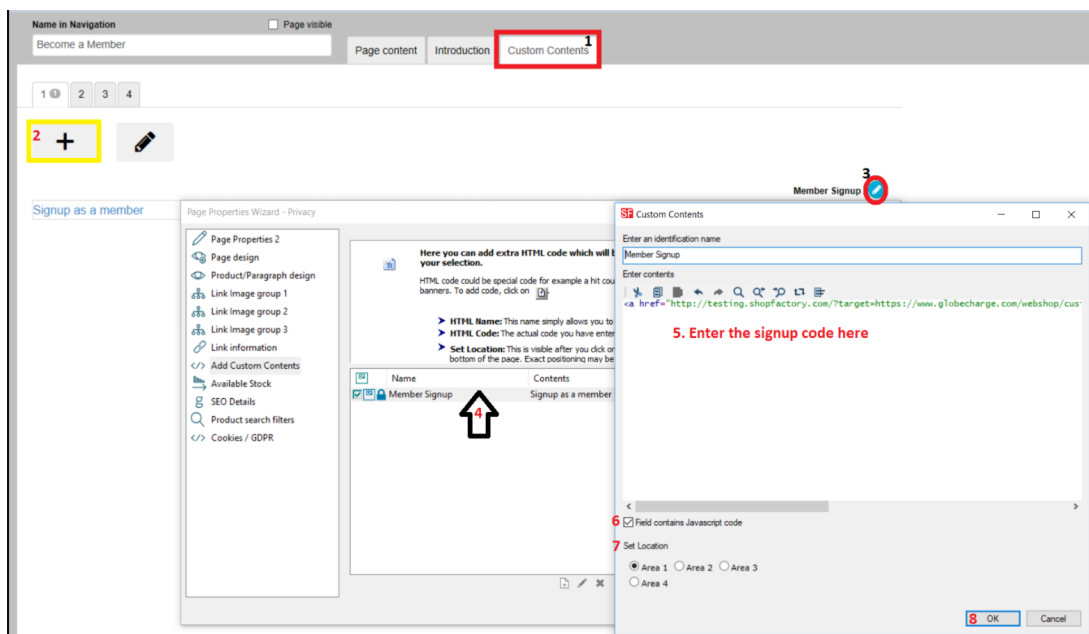 Name in Navigation
Page visible
Become a Member
Page content
Introduction
Custom Contents
1
1
2
3
4
2
3
Member Signup
Signup as a member
Page Properties Wizard - Privacy
Page Properties 2
Page design
Product/Paragraph design
Link Image group 1
Link Image group 2
Link Image group 3
Link information
Add Custom Contents
Available Stock
SEO Details
Product search filters
Cookies / GDPR
Here you can add extra HTML code which will
your selection.
HTML code could be special code for example a hit
banners. To add code, click on
HTML Name: This name simply allows you to
HTML Code: The actual code you have
Set Location: This is visible after you click
bottom of the page. Exact positioning may be
Name
Contents
Member Signup
Signup as a member
4
SF Custom Contents
Enter an identification name
Member Signup
Enter contents
<a href="http://testing.shopfactory.com/?target=https://www.globecharge.com/webshop/cus
5. Enter the signup code here
6
Field contains Javascript code
7
Set Location
Area 1
Area 2
Area 3
Area 4
8
OK
Cancel